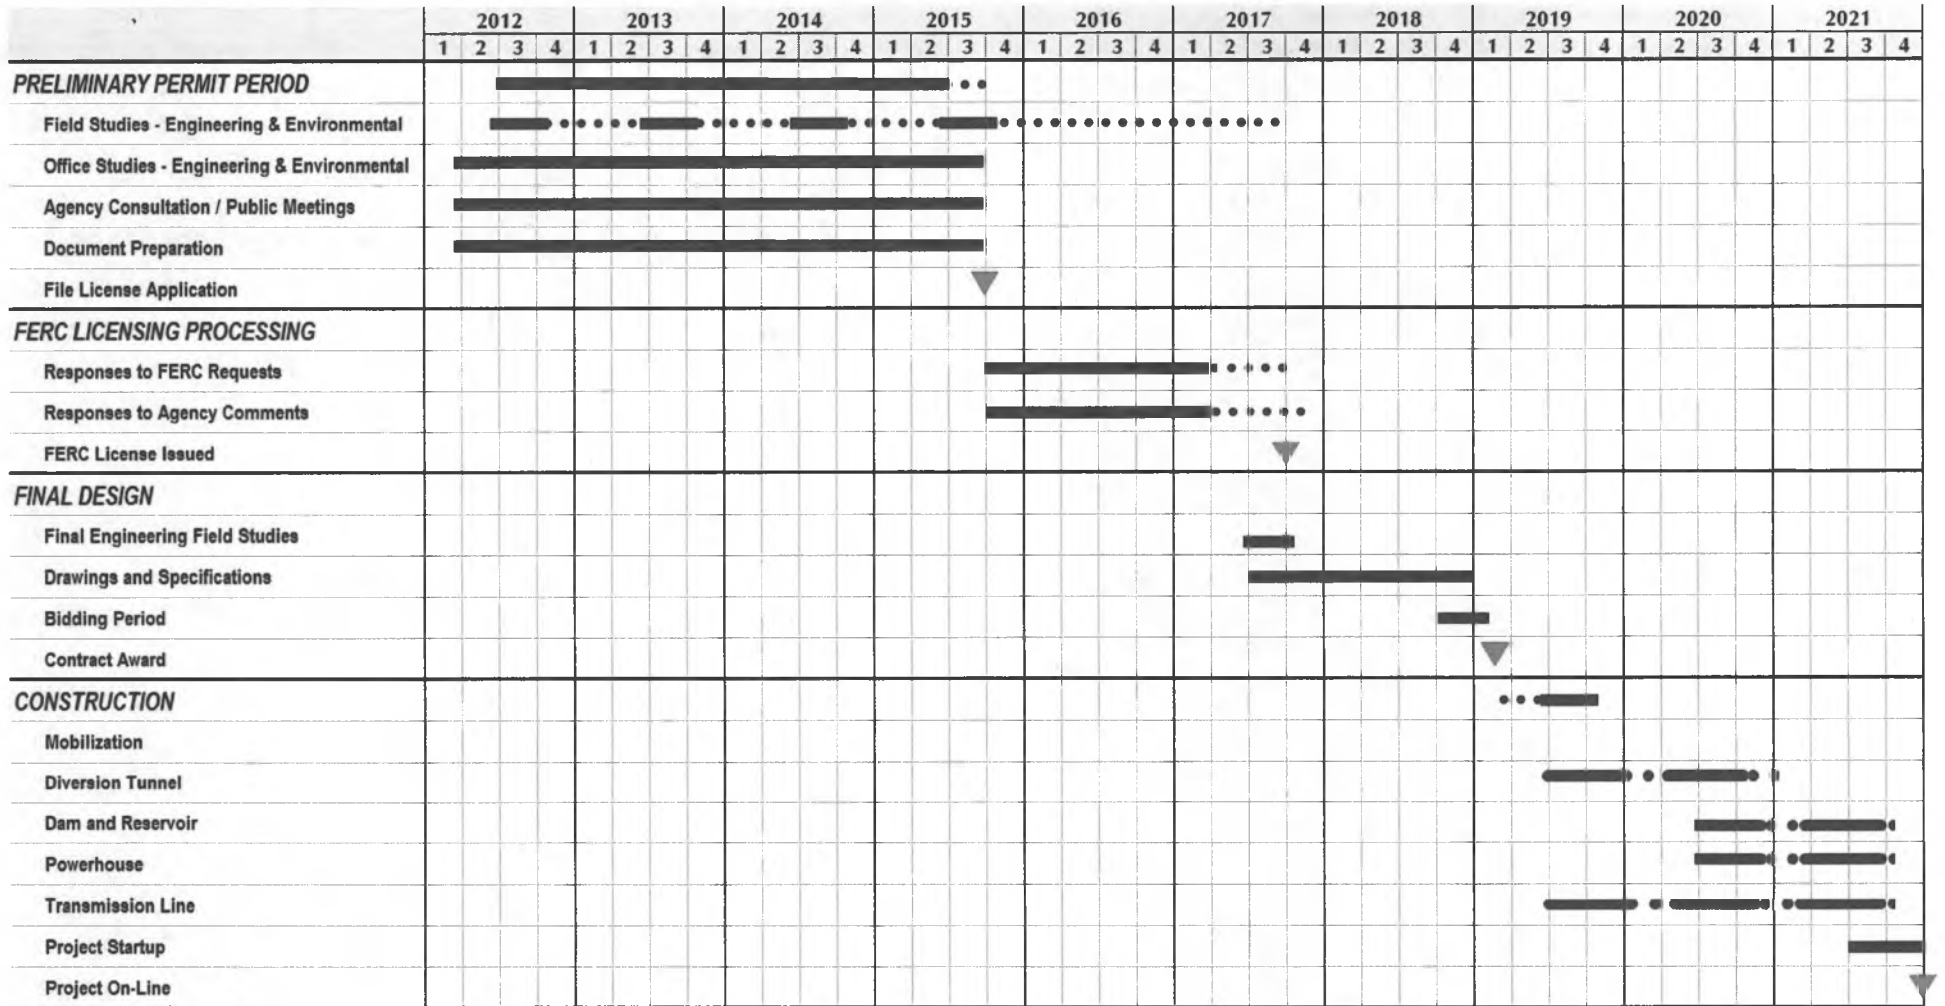 2012 2013 2014 2015 2016 2017 2018 2019 2020 2021
1 2 3 4 1 2 3 4 1 2 3 4 1 2 3 4 1 2 3 4 1 2 3 4 1 2 3 4 1 2 3 4 1 2 3 4 1 2 3 4
PRELIMINARY PERMIT PERIOD
Field Studies - Engineering & Environmental
Office Studies - Engineering & Environmental
Agency Consultation / Public Meetings
Document Preparation
File License Application
FERC LICENSING PROCESSING
Responses to FERC Requests
Responses to Agency Comments
FERC License Issued
FINAL DESIGN
Final Engineering Field Studies
Drawings and Specifications
Bidding Period
Contract Award
CONSTRUCTION
Mobilization
Diversion Tunnel
Dam and Reservoir
Powerhouse
Transmission Line
Project Startup
Project On-Line